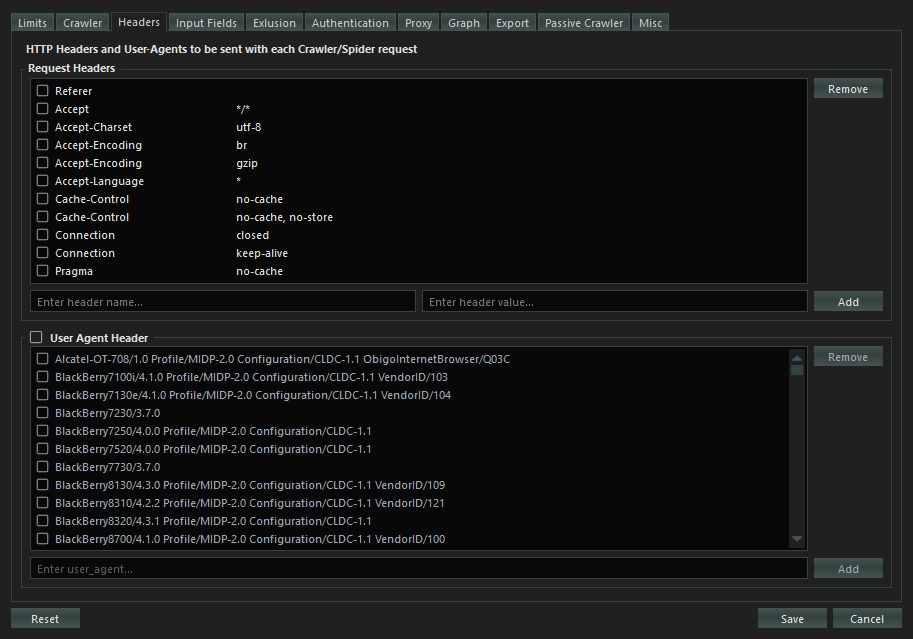 Limits Crawler Headers Input Fields Exlusion Authentication Proxy Graph Export Passive Crawler Misc
HTTP Headers and User-Agents to be sent with each Crawler/Spider request
Request Headers
Referer
Remove
Accept */*
Accept-Charset utf-8
Accept-Encoding br
Accept-Encoding gzip
Accept-Language *
Cache-Control no-cache
Cache-Control no-cache, no-store
Connection closed
Connection keep-alive
Pragma no-cache
Enter header name... Enter header value... Add
User Agent Header
Alcatel-OT-708/1.0 Profile/MIDP-2.0 Configuration/CLDC-1.1 ObigoInternetBrowser/Q03C
Remove
BlackBerry7100i/4.1.0 Profile/MIDP-2.0 Configuration/CLDC-1.1 VendorID/103
BlackBerry7130e/4.1.0 Profile/MIDP-2.0 Configuration/CLDC-1.1 VendorID/104
BlackBerry7230/3.7.0
BlackBerry7250/4.0.0 Profile/MIDP-2.0 Configuration/CLDC-1.1
BlackBerry7520/4.0.0 Profile/MIDP-2.0 Configuration/CLDC-1.1
BlackBerry7730/3.7.0
BlackBerry8130/4.3.0 Profile/MIDP-2.0 Configuration/CLDC-1.1 VendorID/109
BlackBerry8310/4.2.2 Profile/MIDP-2.0 Configuration/CLDC-1.1 VendorID/121
BlackBerry8320/4.3.1 Profile/MIDP-2.0 Configuration/CLDC-1.1
BlackBerry8700/4.1.0 Profile/MIDP-2.0 Configuration/CLDC-1.1 VendorID/100
Enter user_agent... Add
Reset Save Cancel